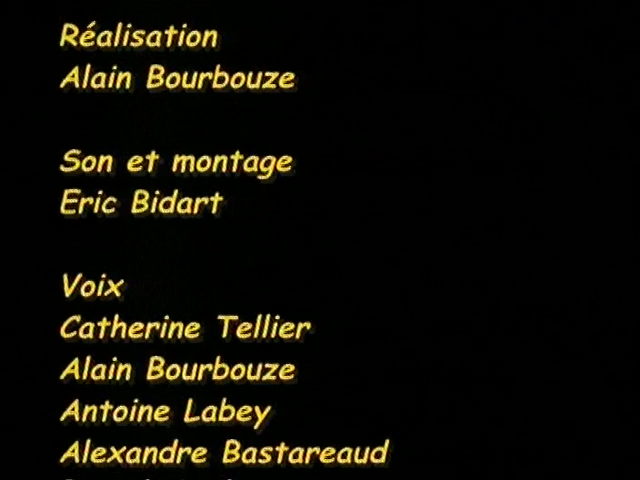 Réalisation
Alain Bourbouze
Son et montage
Eric Bidart
Voix
Catherine Tellier
Alain Bourbouze
Antoine Labey
Alexandre Bastareaud